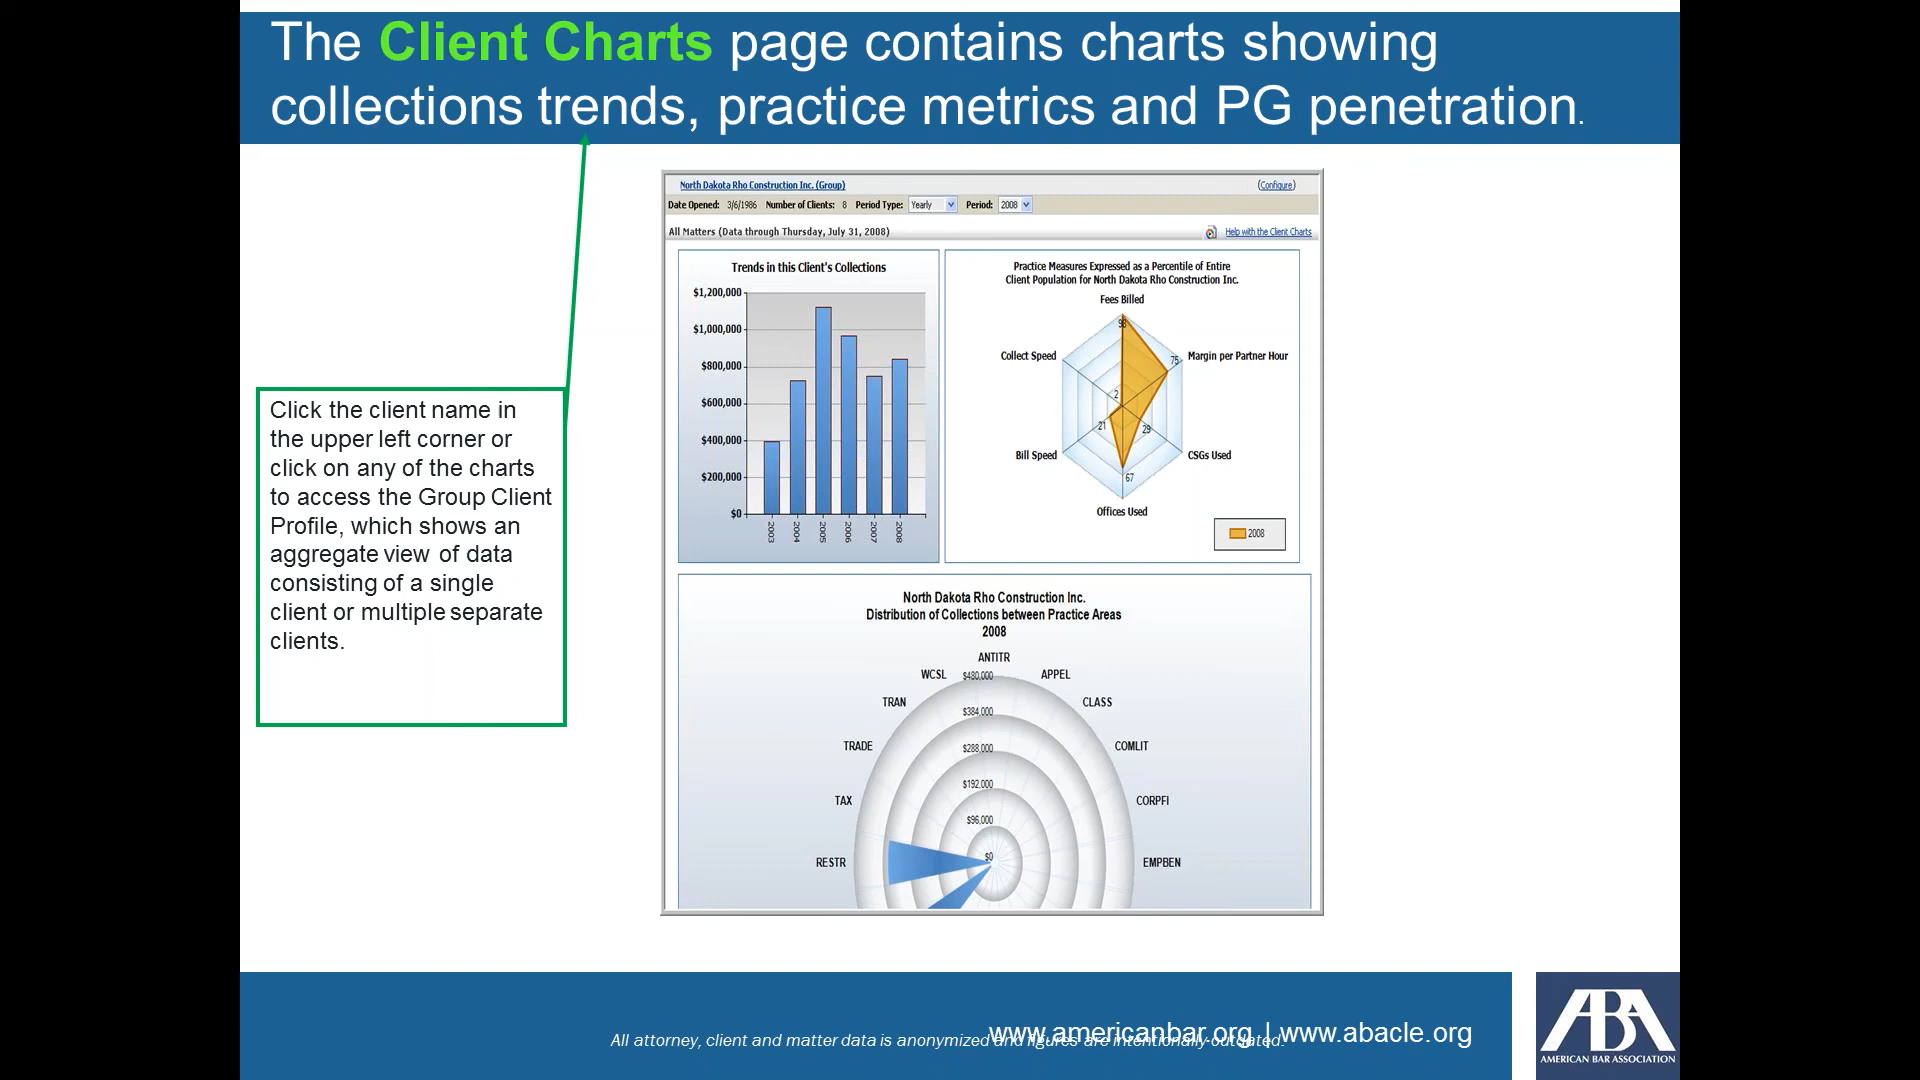 The Client Charts page contains charts showing
collections trends, practice metrics and PG penetration.
Click the client name in
the upper left corner or
click on any of the charts
to access the Group Client
Profile, which shows an
aggregate view of data
consisting of a single
client or multiple separate
clients.
North Dakota Rho Construction Inc. (Group)
(Configure)
Date Opened: 3/6/1986 Number of Clients: 8 Period Type: Yearly Period: 2008
All Matters (Data through Thursday, July 31, 2008)
Help with the Client Charts
Trends in this Client's Collections
$1,200,000
$1,000,000
$800,000
$600,000
$400,000
$200,000
$0
2003
2004
2005
2006
2007
2008
Practice Measures Expressed as a Percentile of Entire
Client Population for North Dakota Rho Construction Inc.
Fees Billed
98
Collect Speed
75
Margin per Partner Hour
2
21
29
Bill Speed
CSGs Used
67
Offices Used
2008
North Dakota Rho Construction Inc.
Distribution of Collections between Practice Areas
2008
ANTITR
WCSL
$480,000
APPEL
TRAN
CLASS
$384,000
TRADE
$288,000
COMLIT
$192,000
TAX
CORPFI
$96,000
$0
RESTR
EMPBEN
All attorney, client and matter data is anonymized and figures are intentionally outdated.
www.americanbar.org | www.abacle.org
ABA
AMERICAN BAR ASSOCIATION